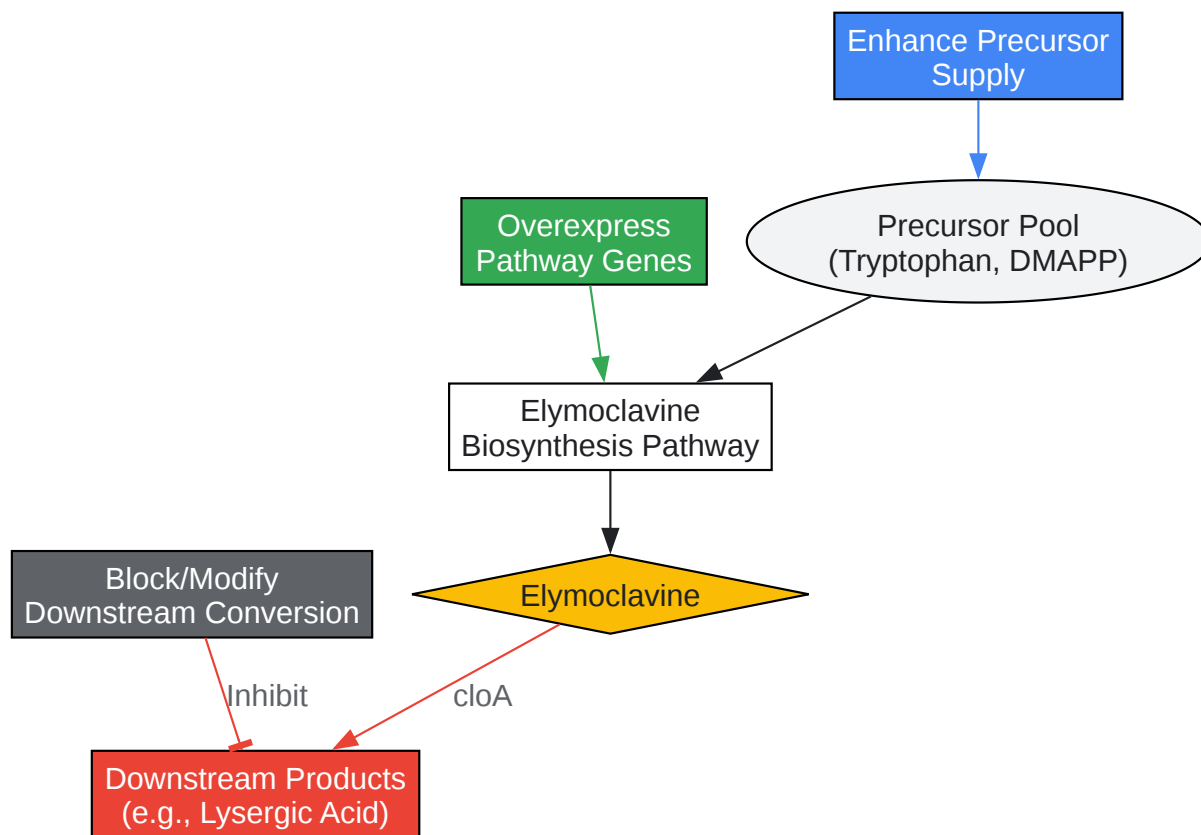 Enhance Precursor
Supply
Precursor Pool
(Tryptophan, DMAPP)
Overexpress
Pathway Genes
Elymoclavine
Biosynthesis Pathway
Elymoclavine
Block/Modify
Downstream Conversion
Inhibit
cloA
Downstream Products
(e.g., Lysergic Acid)